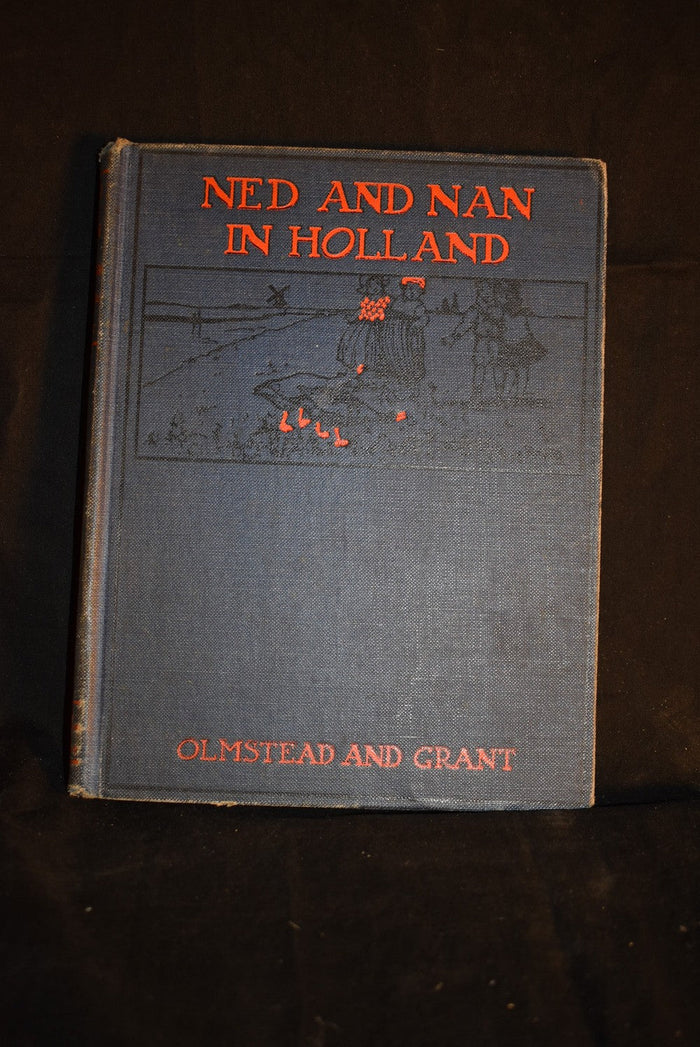 NED AND NAN
IN HOLLAND
OLMSTEAD AND GRANT